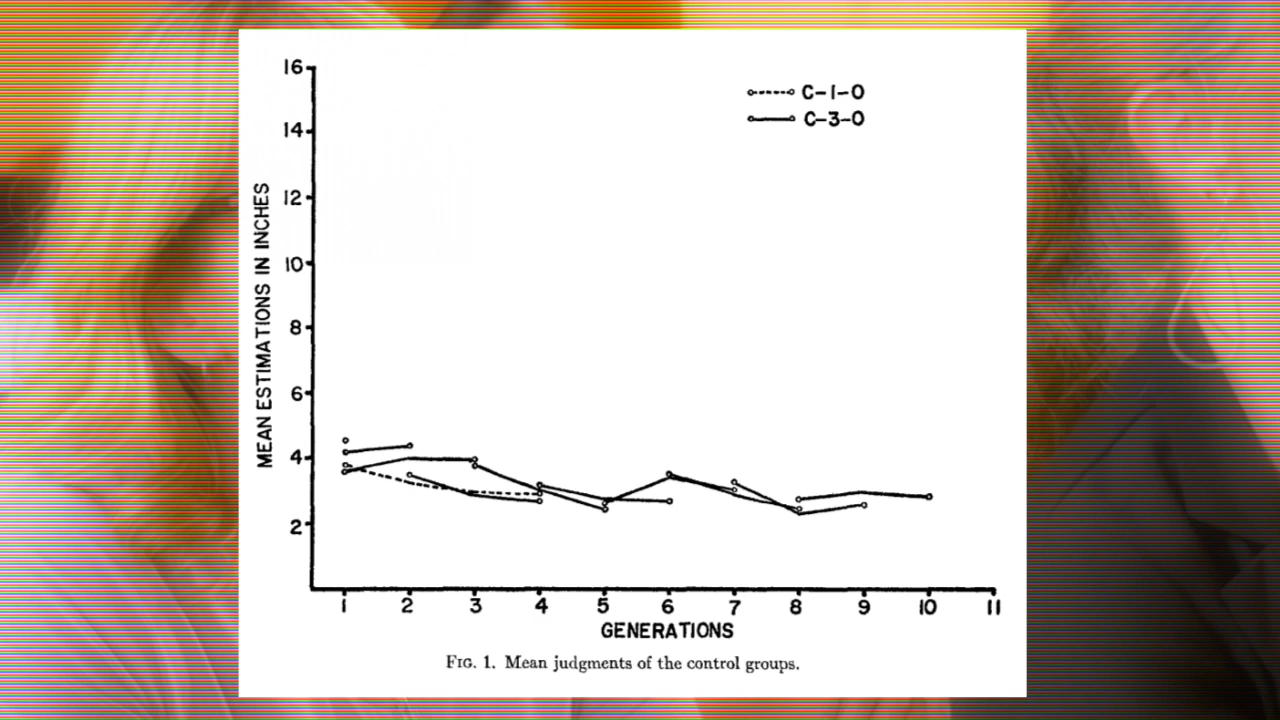 16
14
12
10
8
6
4
2
MEAN ESTIMATIONS IN INCHES
C-1-0
C-3-0
1 2 3 4 5 6 7 8 9 10 11
GENERATIONS
FIG. 1. Mean judgments of the control groups.